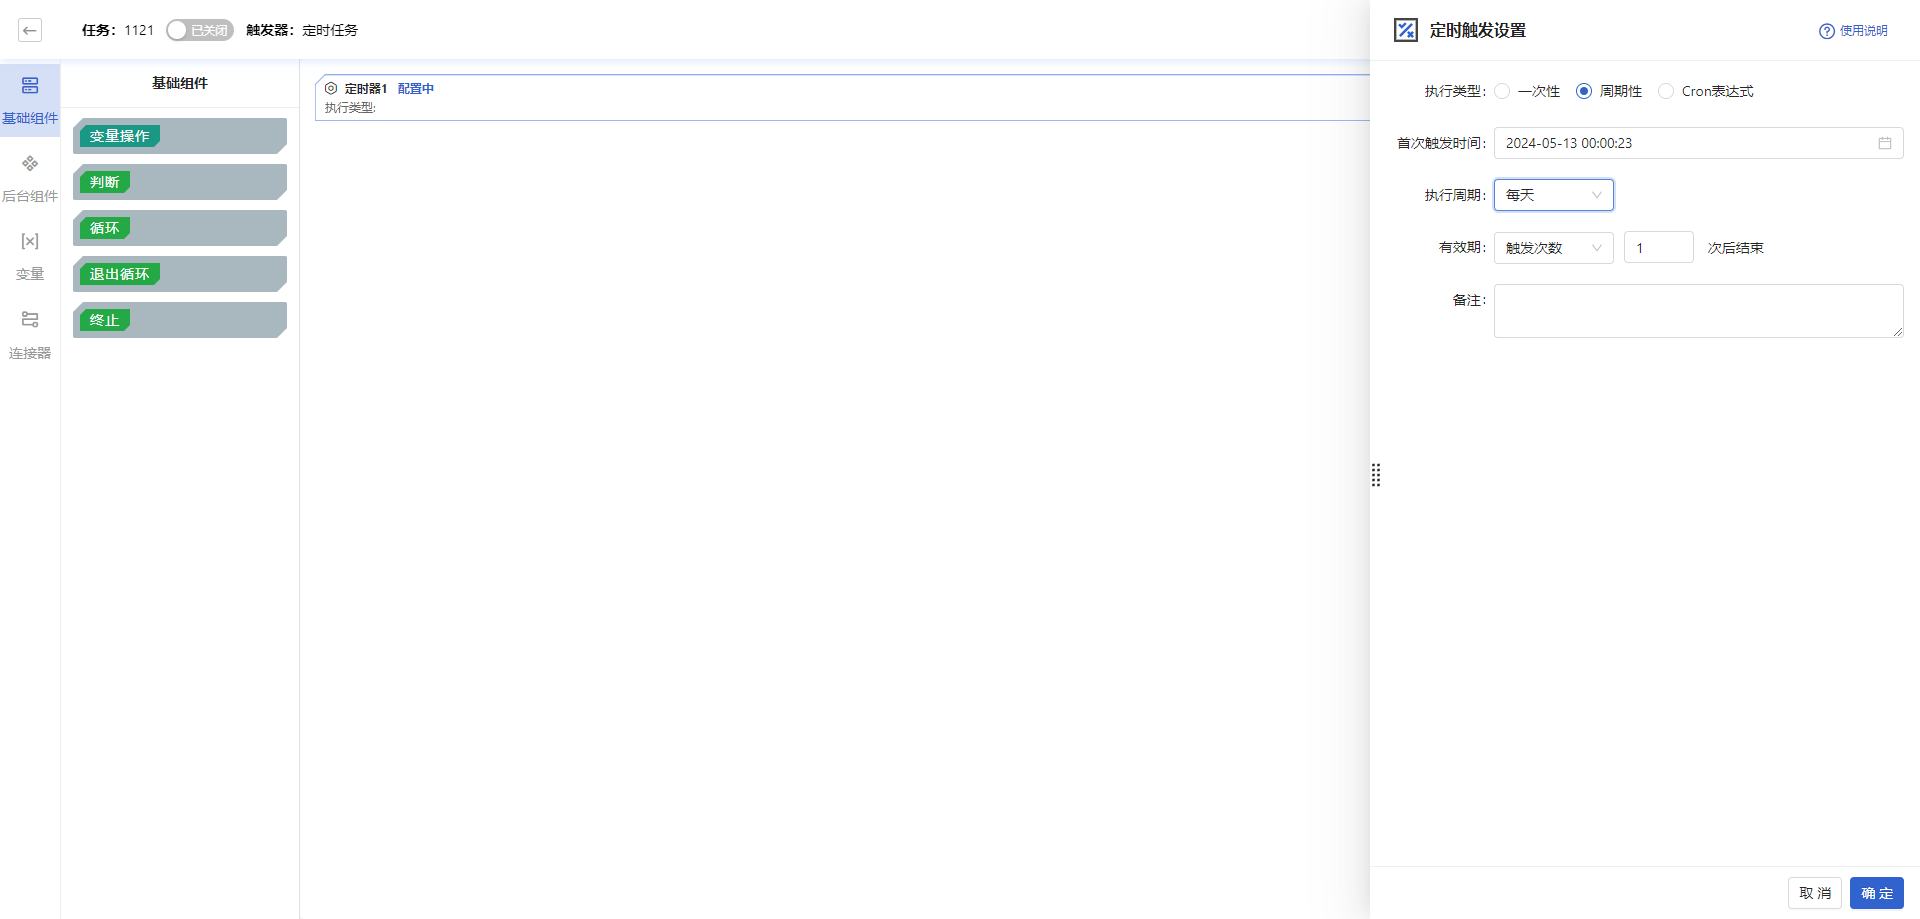 任务：1121 已关闭 触发器：定时任务
基础组件
后台组件
[x]
变量
连接器
基础组件
变量操作
判断
循环
退出循环
终止
定时器1 配置中
执行类型:
定时触发设置
使用说明
执行类型: 一次性 周期性 Cron表达式
首次触发时间: 2024-05-13 00:00:23
执行周期: 每天
有效期: 触发次数 1 次后结束
备注:
取 消 确 定